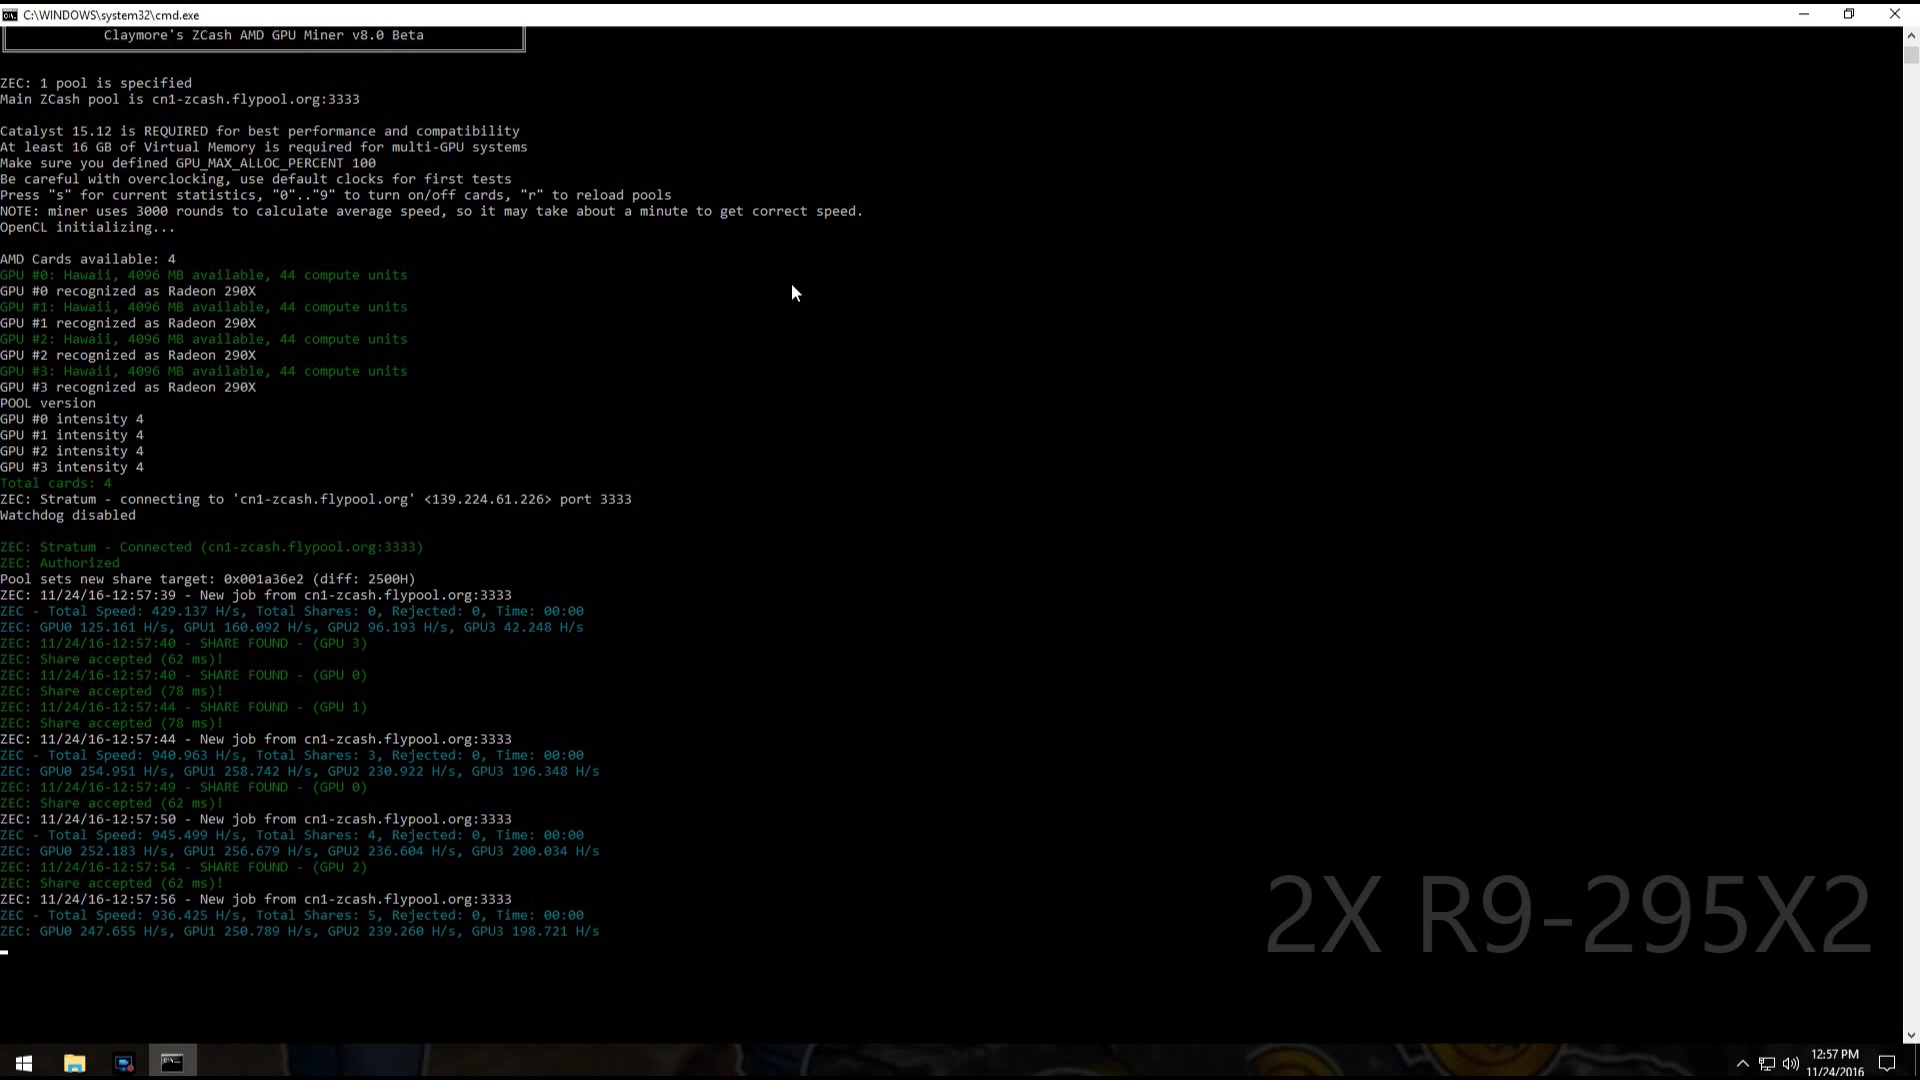 C:\WINDOWS\system32\cmd.exe
Claymore's ZCash AMD GPU Miner v8.0 Beta
ZEC: 1 pool is specified
Main ZCash pool is cn1-zcash.flypool.org:3333
Catalyst 15.12 is REQUIRED for best performance and compatibility
At least 16 GB of Virtual Memory is required for multi-GPU systems
Make sure you defined GPU_MAX_ALLOC_PERCENT 100
Be careful with overclocking, use default clocks for first tests
Press "s" for current statistics, "0".."9" to turn on/off cards, "r" to reload pools
NOTE: miner uses 3000 rounds to calculate average speed, so it may take about a minute to get correct speed.
OpenCL initializing...
AMD Cards available: 4
GPU #0: Hawaii, 4096 MB available, 44 compute units
GPU #0 recognized as Radeon 290X
GPU #1: Hawaii, 4096 MB available, 44 compute units
GPU #1 recognized as Radeon 290X
GPU #2: Hawaii, 4096 MB available, 44 compute units
GPU #2 recognized as Radeon 290X
GPU #3: Hawaii, 4096 MB available, 44 compute units
GPU #3 recognized as Radeon 290X
POOL version
GPU #0 intensity 4
GPU #1 intensity 4
GPU #2 intensity 4
GPU #3 intensity 4
Total cards: 4
ZEC: Stratum - connecting to 'cn1-zcash.flypool.org' <139.224.61.226> port 3333
Watchdog disabled
ZEC: Stratum - Connected (cn1-zcash.flypool.org:3333)
ZEC: Authorized
Pool sets new share target: 0x001a36e2 (diff: 2500H)
ZEC: 11/24/16-12:57:39 - New job from cn1-zcash.flypool.org:3333
ZEC - Total Speed: 429.137 H/s, Total Shares: 0, Rejected: 0, Time: 00:00
ZEC: GPU0 125.161 H/s, GPU1 160.092 H/s, GPU2 96.193 H/s, GPU3 42.248 H/s
ZEC: 11/24/16-12:57:40 - SHARE FOUND - (GPU 3)
ZEC: Share accepted (62 ms)!
ZEC: 11/24/16-12:57:40 - SHARE FOUND - (GPU 0)
ZEC: Share accepted (78 ms)!
ZEC: 11/24/16-12:57:44 - SHARE FOUND - (GPU 1)
ZEC: Share accepted (78 ms)!
ZEC: 11/24/16-12:57:44 - New job from cn1-zcash.flypool.org:3333
ZEC - Total Speed: 940.963 H/s, Total Shares: 3, Rejected: 0, Time: 00:00
ZEC: GPU0 254.951 H/s, GPU1 258.742 H/s, GPU2 230.922 H/s, GPU3 196.348 H/s
ZEC: 11/24/16-12:57:49 - SHARE FOUND - (GPU 0)
ZEC: Share accepted (62 ms)!
ZEC: 11/24/16-12:57:50 - New job from cn1-zcash.flypool.org:3333
ZEC - Total Speed: 945.499 H/s, Total Shares: 4, Rejected: 0, Time: 00:00
ZEC: GPU0 252.183 H/s, GPU1 256.679 H/s, GPU2 236.604 H/s, GPU3 200.034 H/s
ZEC: 11/24/16-12:57:54 - SHARE FOUND - (GPU 2)
ZEC: Share accepted (62 ms)!
ZEC: 11/24/16-12:57:56 - New job from cn1-zcash.flypool.org:3333
ZEC - Total Speed: 936.425 H/s, Total Shares: 5, Rejected: 0, Time: 00:00
ZEC: GPU0 247.655 H/s, GPU1 250.789 H/s, GPU2 239.260 H/s, GPU3 198.721 H/s
2X R9-295X2
12:57 PM
11/24/2016